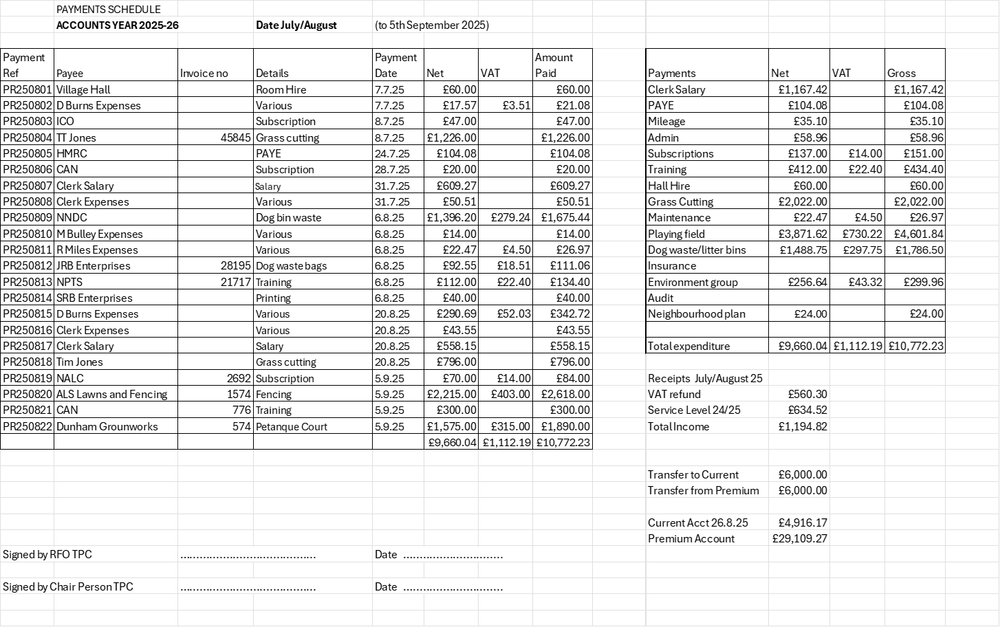 PAYMENTS SCHEDULE
ACCOUNTS YEAR 2025-26 Date July/August (to 5th September 2025)
Payment Ref Payee Invoice no Details Payment Date Net VAT Amount Paid
PR250801 Village Hall Room Hire 7.7.25 £60.00 £60.00
PR250802 D Burns Expenses Various 7.7.25 £17.57 £3.51 £21.08
PR250803 ICO Subscription 8.7.25 £47.00 £47.00
PR250804 TT Jones 45845 Grass cutting 8.7.25 £1,226.00 £1,226.00
PR250805 HMRC PAYE 24.7.25 £104.08 £104.08
PR250806 CAN Subscription 28.7.25 £20.00 £20.00
PR250807 Clerk Salary Salary 31.7.25 £609.27 £609.27
PR250808 Clerk Expenses Various 31.7.25 £50.51 £50.51
PR250809 NNDC Dog bin waste 6.8.25 £1,396.20 £279.24 £1,675.44
PR250810 M Bulley Expenses Various 6.8.25 £14.00 £14.00
PR250811 R Miles Expenses Various 6.8.25 £22.47 £4.50 £26.97
PR250812 JRB Enterprises 28195 Dog waste bags 6.8.25 £92.55 £18.51 £111.06
PR250813 NPTS 21717 Training 6.8.25 £112.00 £22.40 £134.40
PR250814 SRB Enterprises Printing 6.8.25 £40.00 £40.00
PR250815 D Burns Expenses Various 20.8.25 £290.69 £52.03 £342.72
PR250816 Clerk Expenses Various 20.8.25 £43.55 £43.55
PR250817 Clerk Salary Salary 20.8.25 £558.15 £558.15
PR250818 Tim Jones Grass cutting 20.8.25 £796.00 £796.00
PR250819 NALC 2692 Subscription 5.9.25 £70.00 £14.00 £84.00
PR250820 ALS Lawns and Fencing 1574 Fencing 5.9.25 £2,215.00 £403.00 £2,618.00
PR250821 CAN 776 Training 5.9.25 £300.00 £300.00
PR250822 Dunham Grounworks 574 Petanque Court 5.9.25 £1,575.00 £315.00 £1,890.00
£9,660.04 £1,112.19 £10,772.23
Signed by RFO TPC ........................................ Date ..............................
Signed by Chair Person TPC ........................................ Date ..............................
Payments Net VAT Gross
Clerk Salary £1,167.42 £1,167.42
PAYE £104.08 £104.08
Mileage £35.10 £35.10
Admin £58.96 £58.96
Subscriptions £137.00 £14.00 £151.00
Training £412.00 £22.40 £434.40
Hall Hire £60.00 £60.00
Grass Cutting £2,022.00 £2,022.00
Maintenance £22.47 £4.50 £26.97
Playing field £3,871.62 £730.22 £4,601.84
Dog waste/litter bins £1,488.75 £297.75 £1,786.50
Insurance
Environment group £256.64 £43.32 £299.96
Audit
Neighbourhood plan £24.00 £24.00
Total expenditure £9,660.04 £1,112.19 £10,772.23
Receipts July/August 25
VAT refund £560.30
Service Level 24/25 £634.52
Total Income £1,194.82
Transfer to Current £6,000.00
Transfer from Premium £6,000.00
Current Acct 26.8.25 £4,916.17
Premium Account £29,109.27